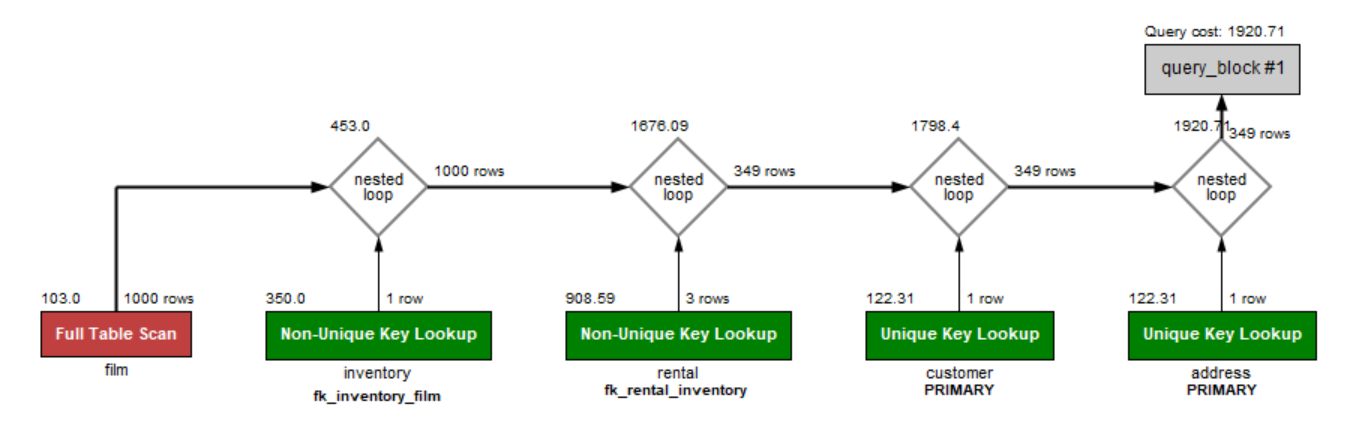 Query cost: 1920.71
query_block #1
453.0
1676.09
1798.4
1920.71
349 rows
nested
loop
1000 rows
nested
loop
349 rows
nested
loop
349 rows
nested
loop
103.0
1000 rows
350.0
1 row
908.59
3 rows
122.31
1 row
122.31
1 row
Full Table Scan
Non-Unique Key Lookup
Non-Unique Key Lookup
Unique Key Lookup
Unique Key Lookup
film
inventory
fk_inventory_film
rental
fk_rental_inventory
customer
PRIMARY
address
PRIMARY